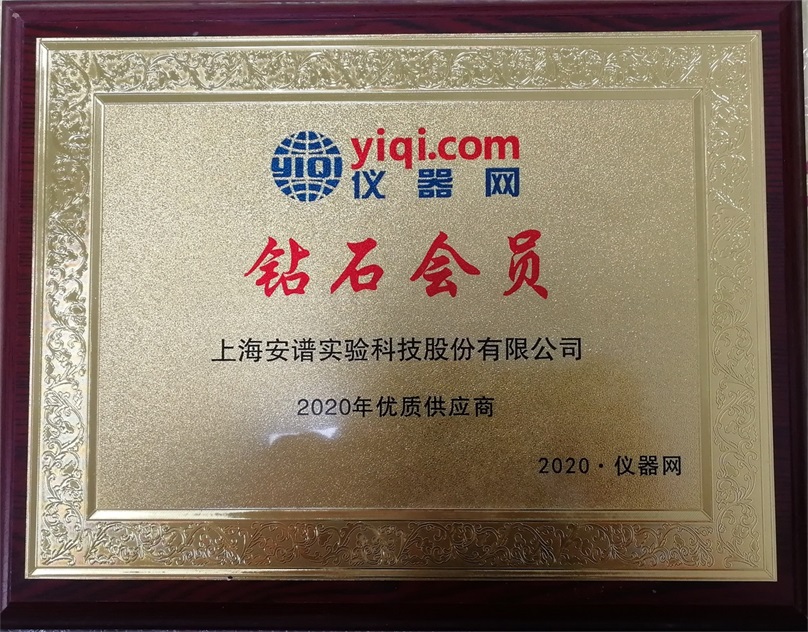 YIQI
yiqi.com
仪器网
钻石会员
上海安谱实验科技股份有限公司
2020年优质供应商
2020·仪器网